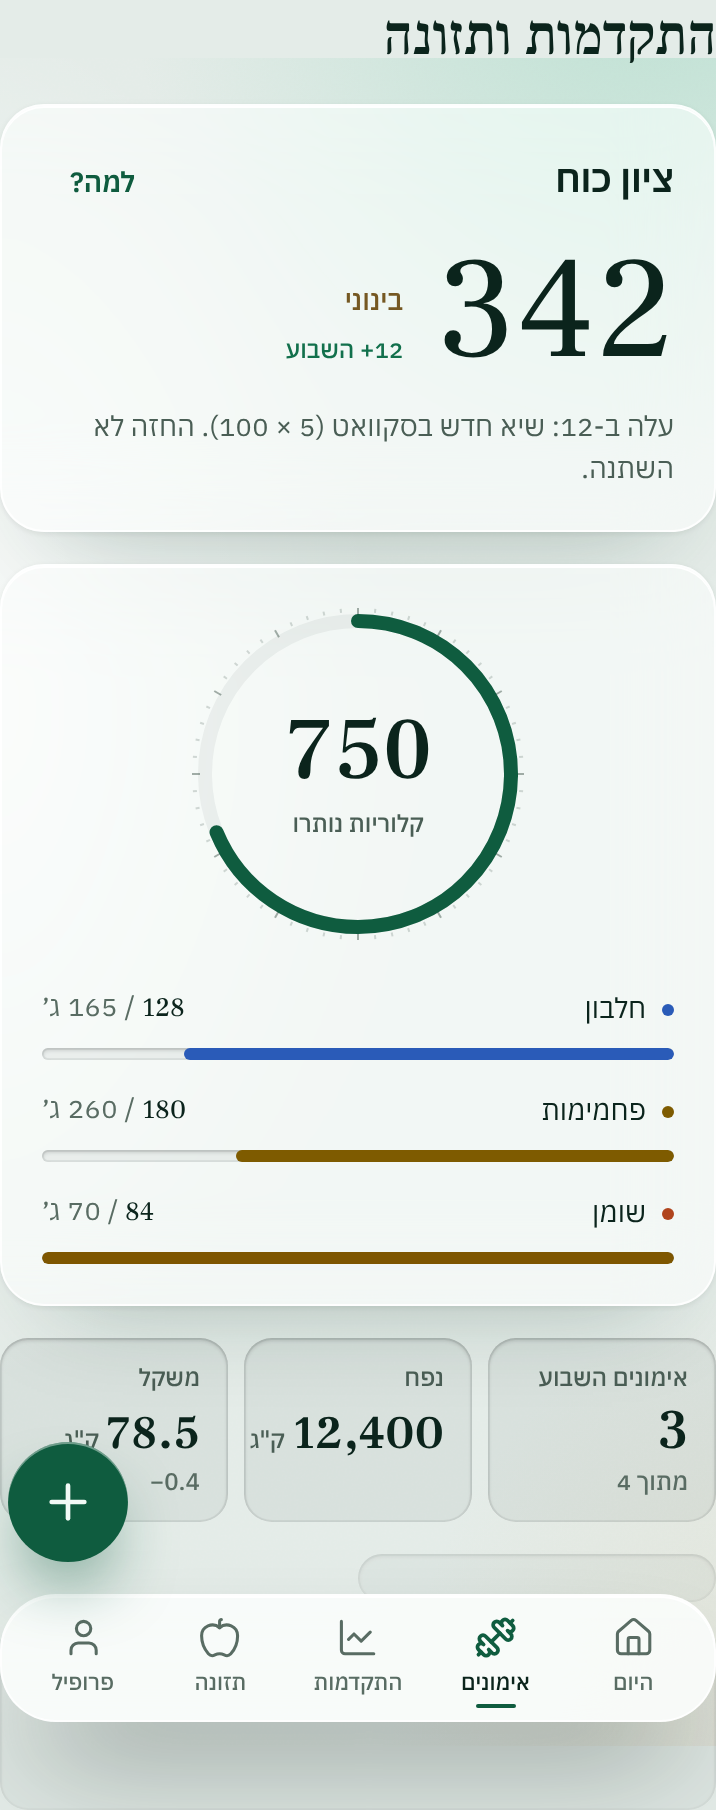 התקדמות ותזונה
ציון כוח
למה?
342
בינוני
+12 השבוע
עלה ב-12: שיא חדש בסקוואט (5 × 100). החזה לא
השתנה.
750
קלוריות נותרו
חלבון
128 / 165 ג׳
פחמימות
180 / 260 ג׳
שומן
84 / 70 ג׳
אימונים השבוע
3
מתוך 4
נפח
12,400 ק"ג
משקל
78.5 ק"ג
−0.4
היום
אימונים
התקדמות
תזונה
פרופיל